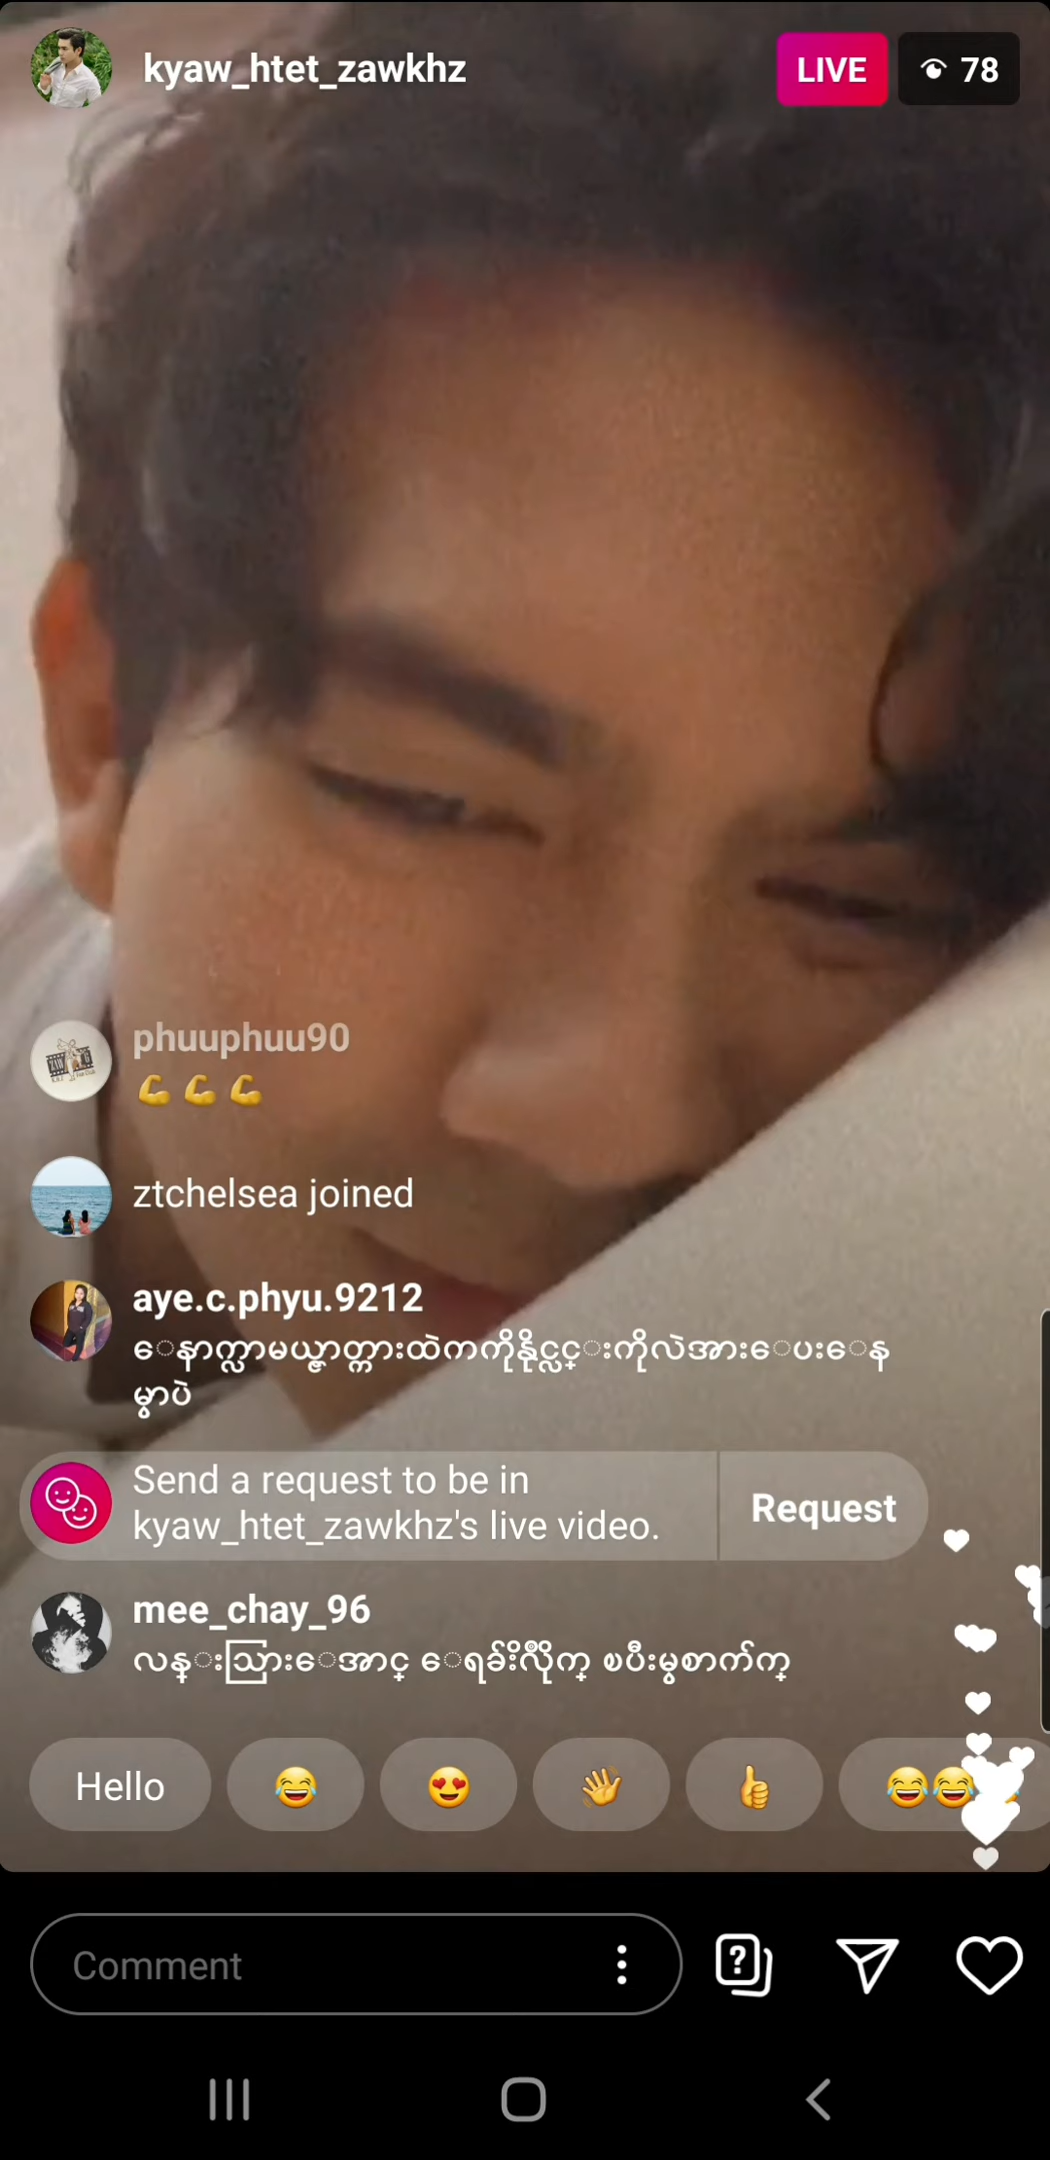 kyaw_htet_zawkhz
LIVE
78
phuuphuu90
💪💪💪
ztchelsea joined
aye.c.phyu.9212
ေနာက္လာမယ္ဇာတ္ကားထဲကကိုနိုင္လင္းကိုလဲအားေပးေန
မွာပဲ
Send a request to be in
kyaw_htet_zawkhz's live video.
Request
mee_chay_96
လန္းသြားေအာင္ ေရခ်ိဳးလိုက္ ၿပီးမွစာက်က္
Hello
😂
😍
👋
👍
😂😂
Comment